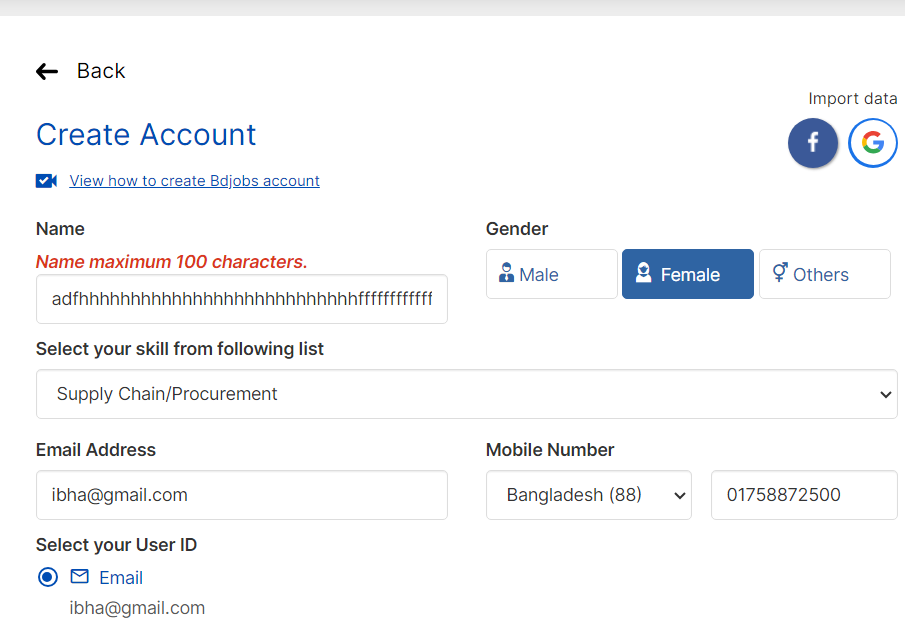 Back
Import data
Create Account
View how to create Bdjobs account
Name
Gender
Name maximum 100 characters.
Male
Female
Others
Select your skill from following list
Supply Chain/Procurement
Email Address
Mobile Number
ibha@gmail.com
Bangladesh (88)
01758872500
Select your User ID
Email
ibha@gmail.com